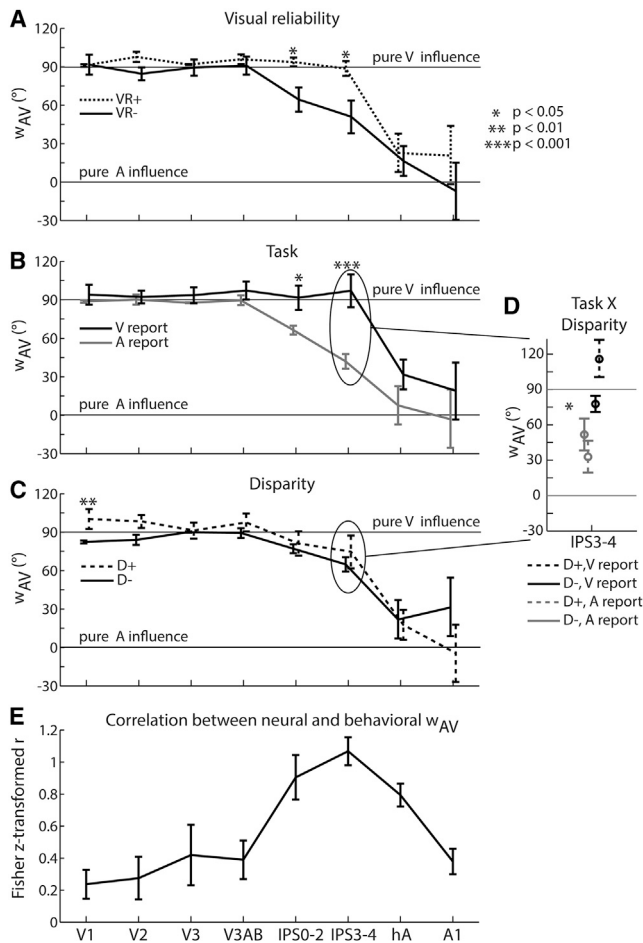 A
Visual reliability
120
90
60
30
0
-30
wAV (°)
pure V influence
VR+
VR-
pure A influence
*
*
* p < 0.05
** p < 0.01
*** p < 0.001
B
Task
120
90
60
30
0
-30
wAV (°)
*
***
pure V influence
V report
A report
pure A influence
D
Task X
Disparity
120
90
60
30
0
-30
wAV (°)
*
IPS3-4
D+,V report
D-, V report
D+, A report
D-, A report
C
Disparity
120
90
60
30
0
-30
wAV (°)
**
pure V influence
D+
D-
pure A influence
E
Correlation between neural and behavioral wAV
1.2
1
0.8
0.6
0.4
0.2
0
Fisher z-transformed r
V1 V2 V3 V3AB IPS0-2 IPS3-4 hA A1